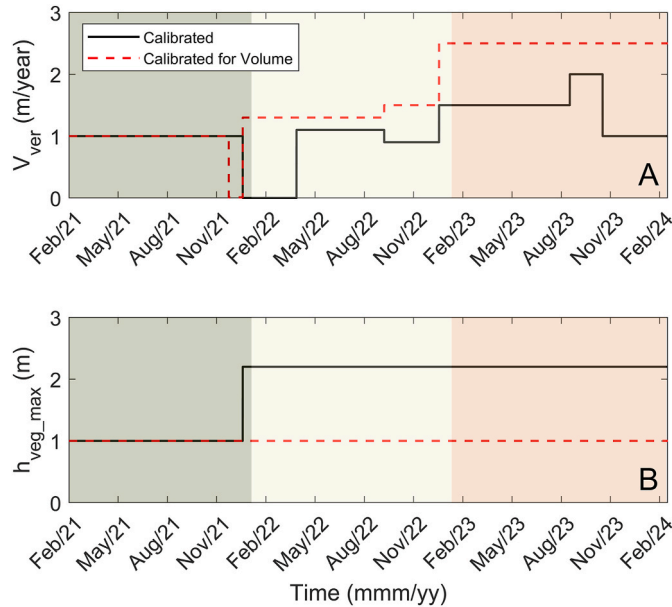 3
2
1
0
V_ver (m/year)
Calibrated
Calibrated for Volume
A
Feb/21
May/21
Aug/21
Nov/21
Feb/22
May/22
Aug/22
Nov/22
Feb/23
May/23
Aug/23
Nov/23
Feb/24
3
2
1
0
h_veg_max (m)
B
Feb/21
May/21
Aug/21
Nov/21
Feb/22
May/22
Aug/22
Nov/22
Feb/23
May/23
Aug/23
Nov/23
Feb/24
Time (mmm/yy)